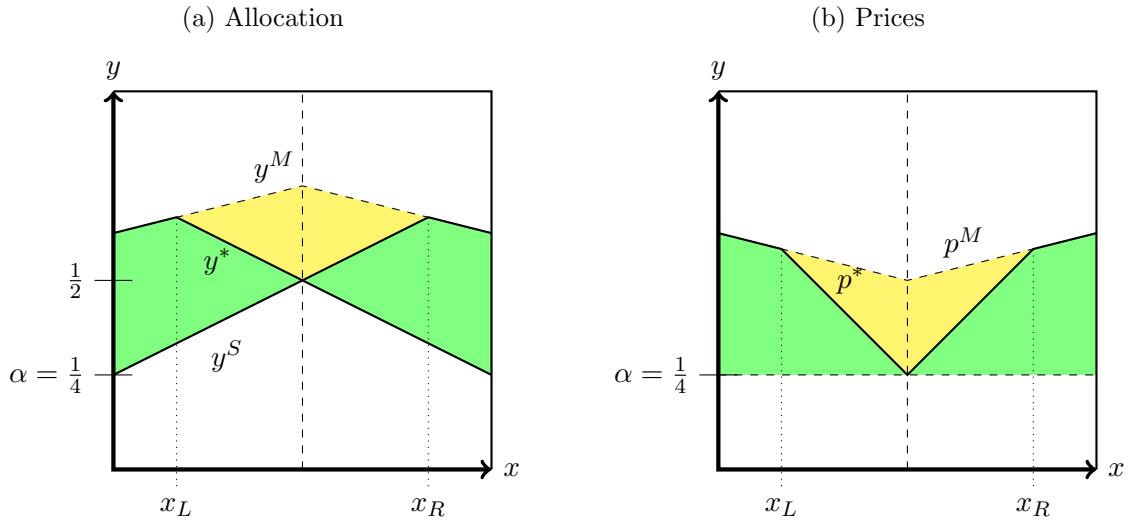 (a) Allocation
y
y^M
y^*
1/2
y^S
α = 1/4
x
x_L
x_R
(b) Prices
y
p^M
p^*
α = 1/4
x
x_L
x_R